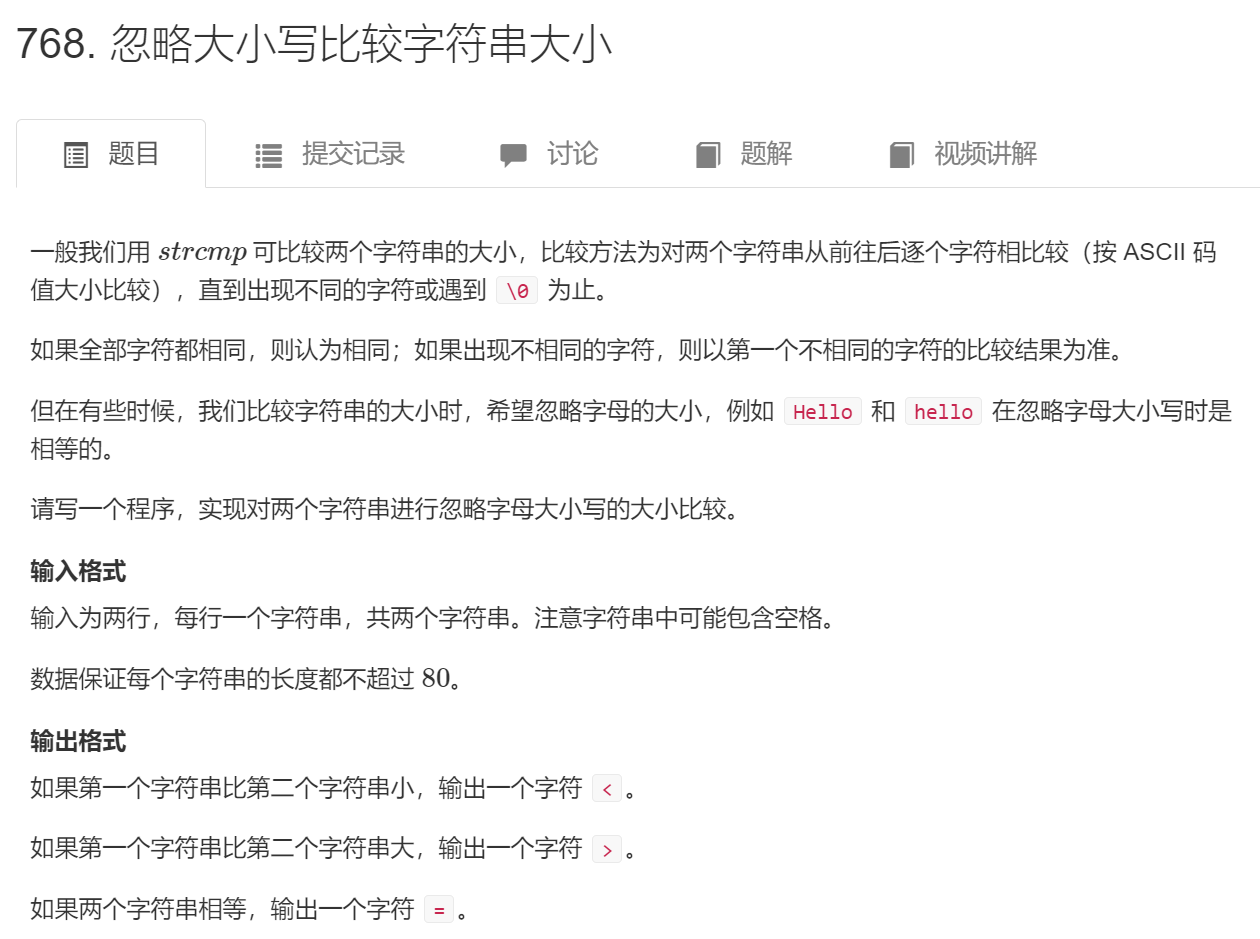 768. 忽略大小写比较字符串大小
题目 提交记录 讨论 题解 视频讲解
一般我们用 strcmp 可比较两个字符串的大小，比较方法为对两个字符串从前往后逐个字符相比较（按 ASCII 码
值大小比较），直到出现不同的字符或遇到 \0 为止。
如果全部字符都相同，则认为相同；如果出现不相同的字符，则以第一个不相同的字符的比较结果为准。
但在有些时候，我们比较字符串的大小时，希望忽略字母的大小，例如 Hello 和 hello 在忽略字母大小写时是
相等的。
请写一个程序，实现对两个字符串进行忽略字母大小写的大小比较。
输入格式
输入为两行，每行一个字符串，共两个字符串。注意字符串中可能包含空格。
数据保证每个字符串的长度都不超过 80。
输出格式
如果第一个字符串比第二个字符串小，输出一个字符 <。
如果第一个字符串比第二个字符串大，输出一个字符 >。
如果两个字符串相等，输出一个字符 =。